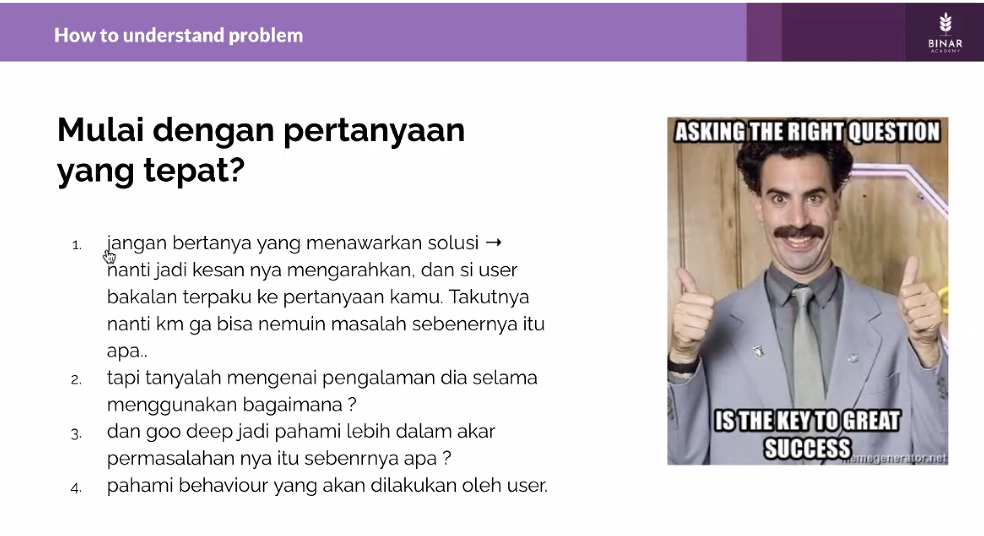 How to understand problem
BINAR
ACADEMY
Mulai dengan pertanyaan
yang tepat?
1. jangan bertanya yang menawarkan solusi →
nanti jadi kesan nya mengarahkan, dan si user
bakalan terpaku ke pertanyaan kamu. Takutnya
nanti km ga bisa nemuin masalah sebenernya itu
apa..
2. tapi tanyalah mengenai pengalaman dia selama
menggunakan bagaimana ?
3. dan goo deep jadi pahami lebih dalam akar
permasalahan nya itu sebenrnya apa ?
4. pahami behaviour yang akan dilakukan oleh user.
ASKING THE RIGHT QUESTION
IS THE KEY TO GREAT
SUCCESS
memegenerator.net